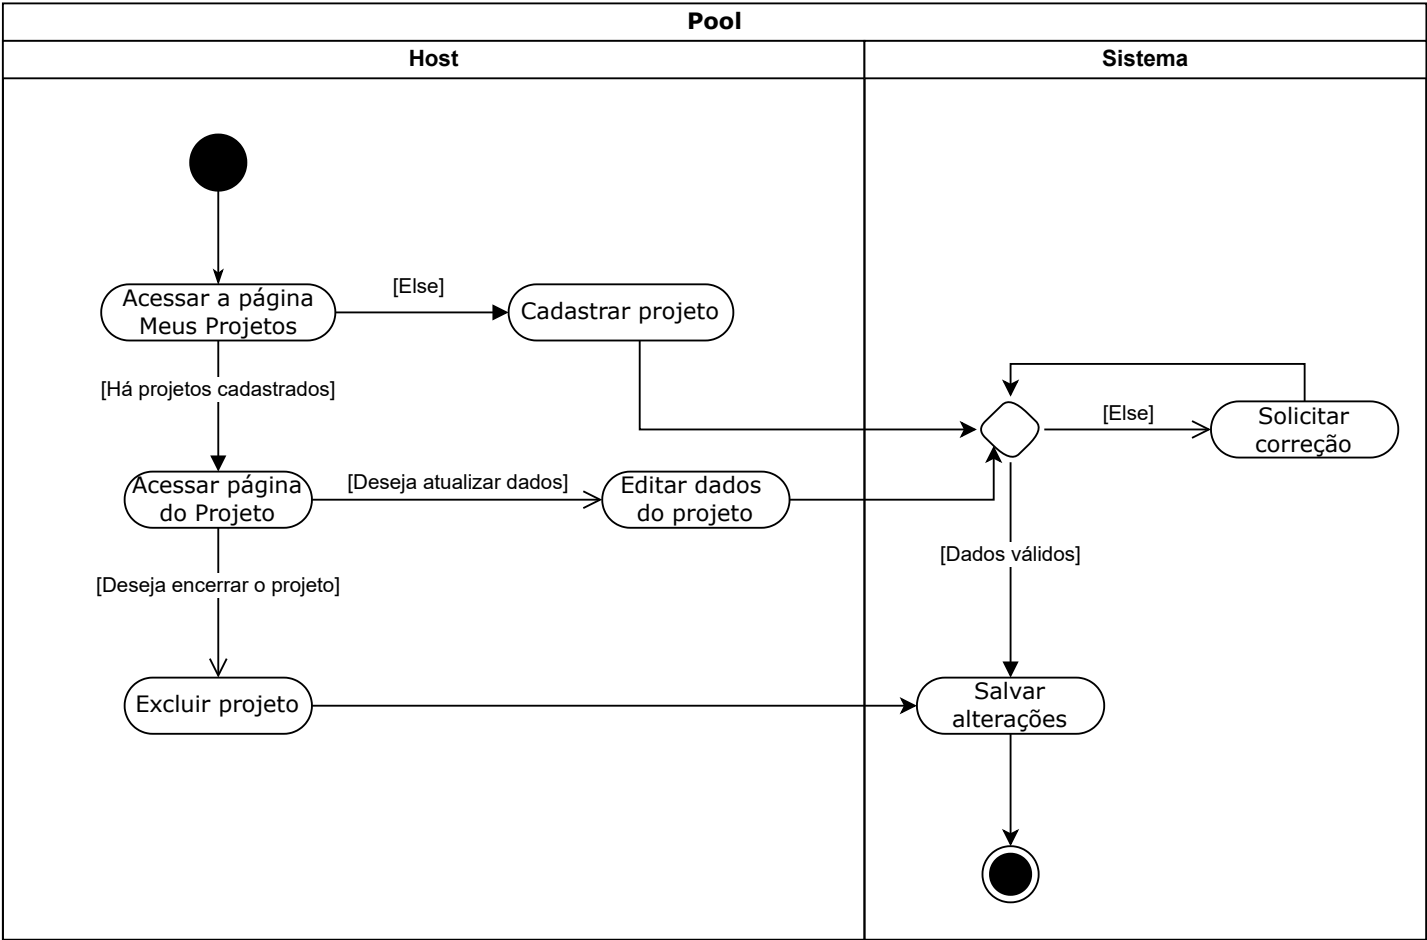 Pool
Host
Sistema
[Else]
Acessar a página
Meus Projetos
Cadastrar projeto
[Há projetos cadastrados]
[Else]
Solicitar
correção
Acessar página
do Projeto
[Deseja atualizar dados]
Editar dados
do projeto
[Dados válidos]
[Deseja encerrar o projeto]
Excluir projeto
Salvar
alterações